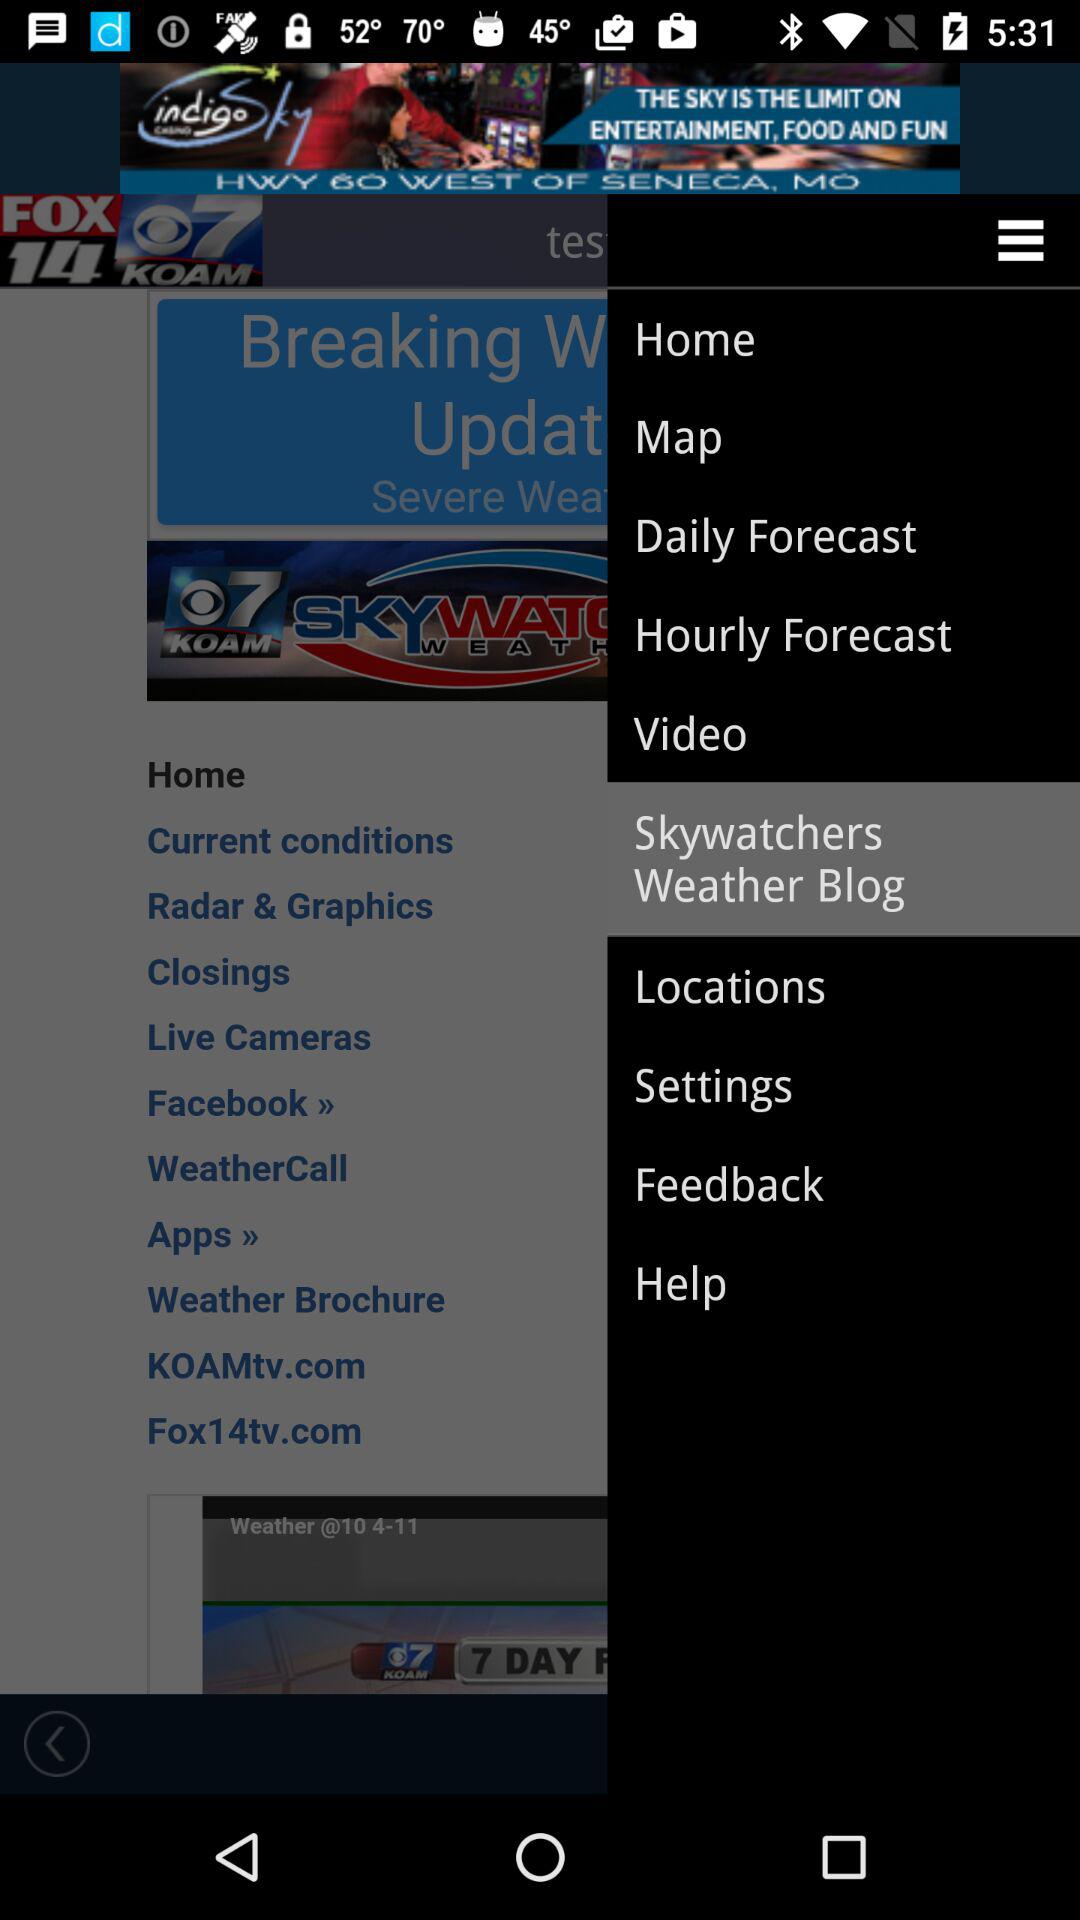 FAKE
52° 70° 45° 5:31
indigo Sky
CASINO
THE SKY IS THE LIMIT ON
ENTERTAINMENT, FOOD AND FUN
HWY 60 WEST OF SENECA, MO
FOX 14
7 KOAM
tes
Breaking W
Updat
Severe Wea
7 KOAM
SKYWATC
WEATH
Home
Current conditions
Radar & Graphics
Closings
Live Cameras
Facebook »
WeatherCall
Apps »
Weather Brochure
KOAMtv.com
Fox14tv.com
Weather @10 4-11
7 KOAM
7 DAY F
Home
Map
Daily Forecast
Hourly Forecast
Video
Skywatchers
Weather Blog
Locations
Settings
Feedback
Help